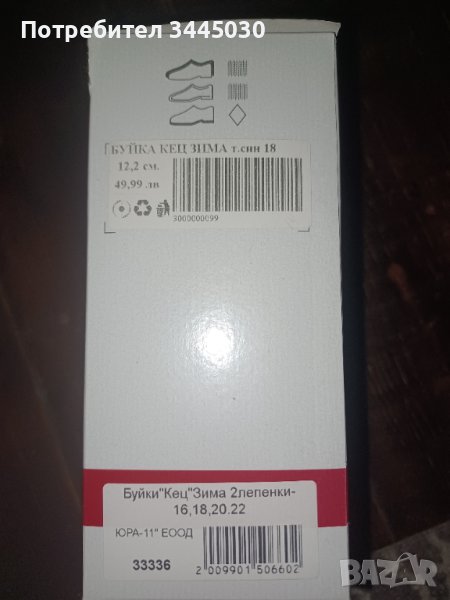 Потребител 3445030
БУЙКА КЕЦ ЗИМА т.син 18
12,2 см.
49,99 лв
3000000099
Буйки"Кец"Зима 2лепенки-
16,18,20.22
ЮРА-11" ЕООД
33336
2 009901 506602
BAZAR